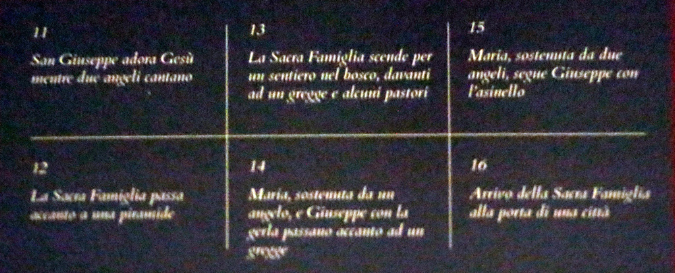 11
San Giuseppe adora Gesù
mentre due angeli cantano
12
La Sacra Famiglia passa
accanto a una piramide
13
La Sacra Famiglia scende per
un sentiero nel bosco, davanti
ad un gregge e alcuni pastori
14
Maria, sostenuta da un
angelo, e Giuseppe con la
gerla passano accanto ad un
gregge
15
Maria, sostenuta da due
angeli, segue Giuseppe con
l'asinello
16
Arrivo della Sacra Famiglia
alla porta di una città